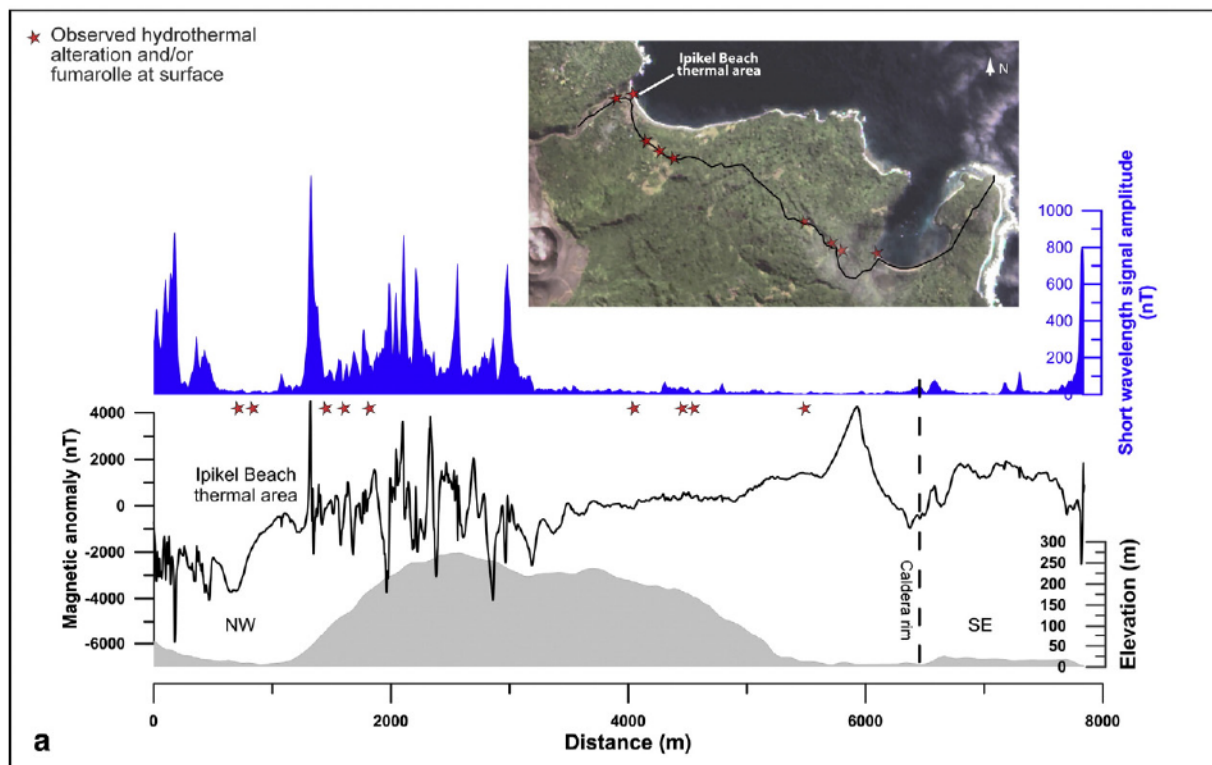 Observed hydrothermal
alteration and/or
fumarolle at surface
Ipikel Beach
thermal area
N
1000
800
600
400
200
0
Short wavelength signal amplitude
(nT)
4000
2000
0
-2000
-4000
-6000
Magnetic anomaly (nT)
Ipikel Beach
thermal area
NW
Caldera rim
SE
300
250
200
150
100
50
0
Elevation (m)
0
2000
4000
6000
8000
Distance (m)
a